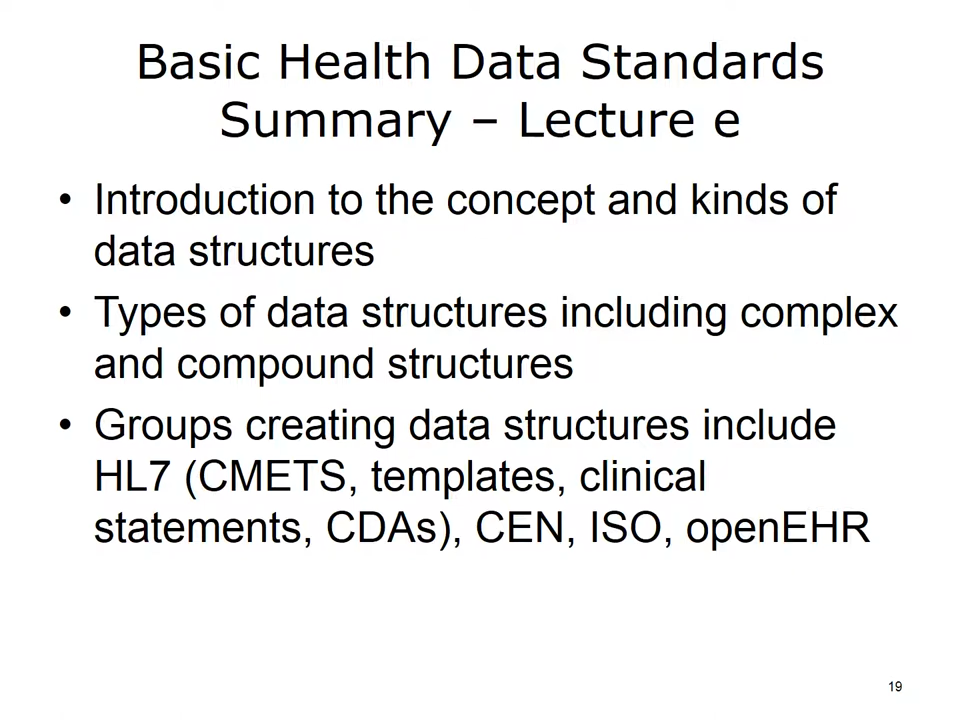 Basic Health Data Standards
Summary – Lecture e
• Introduction to the concept and kinds of
data structures
• Types of data structures including complex
and compound structures
• Groups creating data structures include
HL7 (CMETS, templates, clinical
statements, CDAs), CEN, ISO, openEHR
19